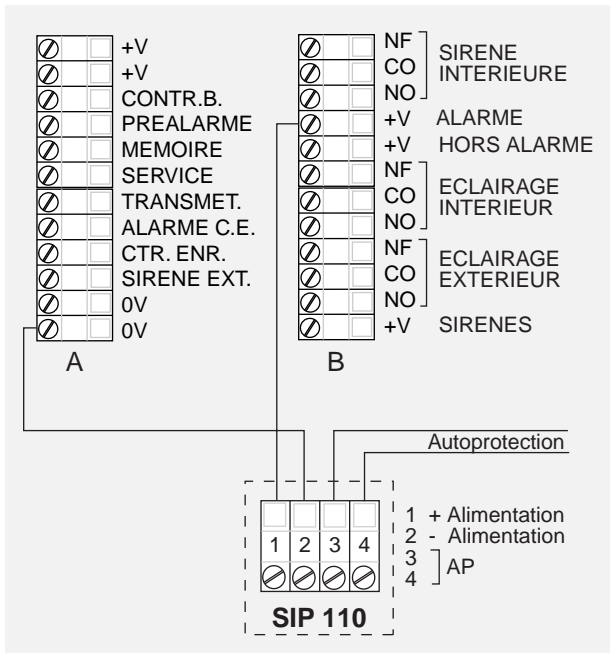 +V
+V
CONTR.B.
PREALARME
MEMOIRE
SERVICE
TRANSMET.
ALARME C.E.
CTR. ENR.
SIRENE EXT.
0V
0V
A
NF
CO
NO
SIRENE
INTERIEURE
+V ALARME
+V HORS ALARME
NF
CO
NO
ECLAIRAGE
INTERIEUR
NF
CO
NO
ECLAIRAGE
EXTERIEUR
+V SIRENES
B
Autoprotection
1 2 3 4
SIP 110
1 + Alimentation
2 - Alimentation
3
4
AP